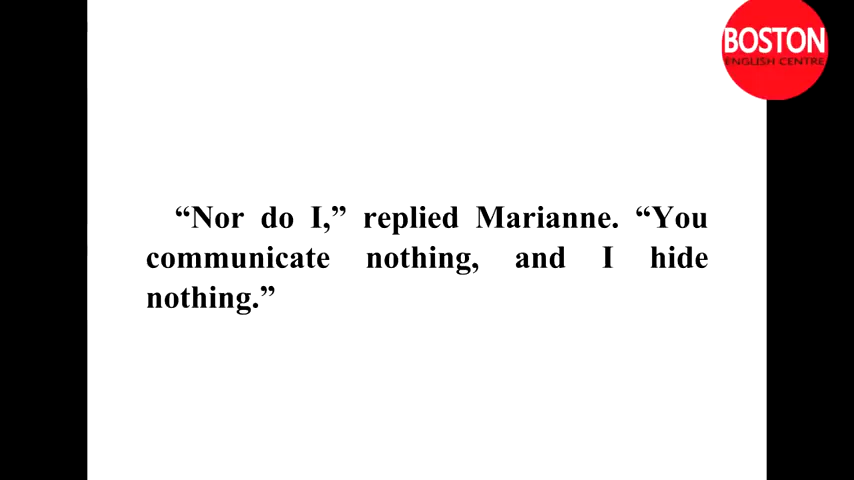 BOSTON
ENGLISH CENTRE
“Nor do I,” replied Marianne. “You
communicate nothing, and I hide
nothing.”